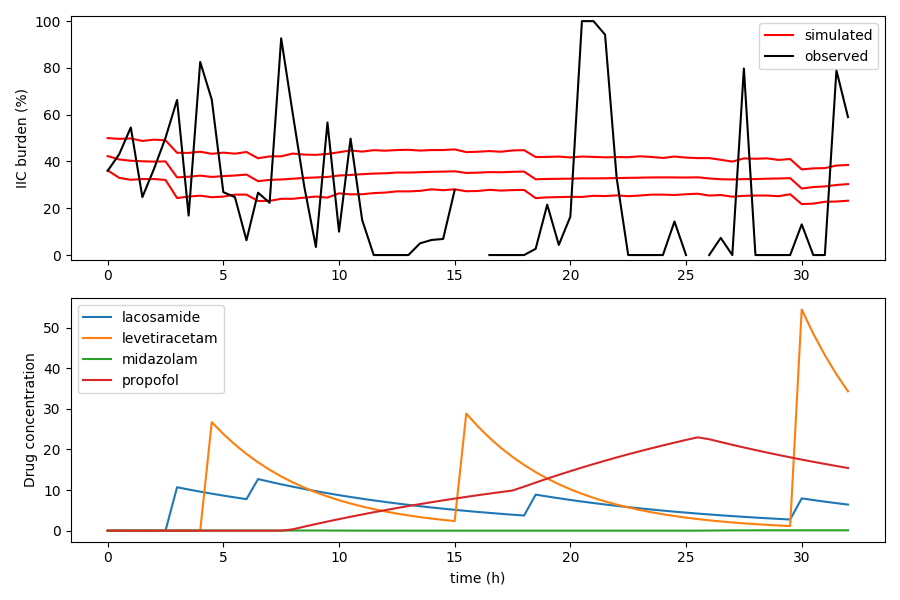 100
80
60
40
20
0
IIC burden (%)
simulated
observed
0 5 10 15 20 25 30
50
40
30
20
10
0
Drug concentration
lacosamide
levetiracetam
midazolam
propofol
0 5 10 15 20 25 30
time (h)